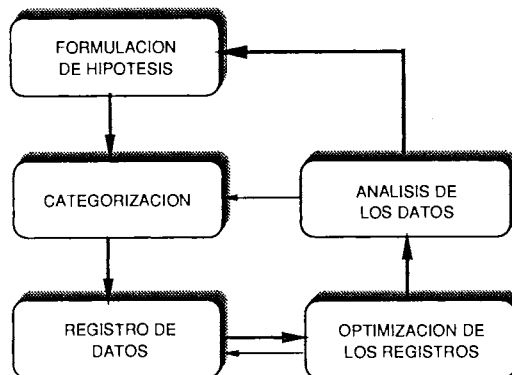 FORMULACION
DE HIPOTESIS
CATEGORIZACION
ANALISIS DE
LOS DATOS
REGISTRO DE
DATOS
OPTIMIZACION DE
LOS REGISTROS